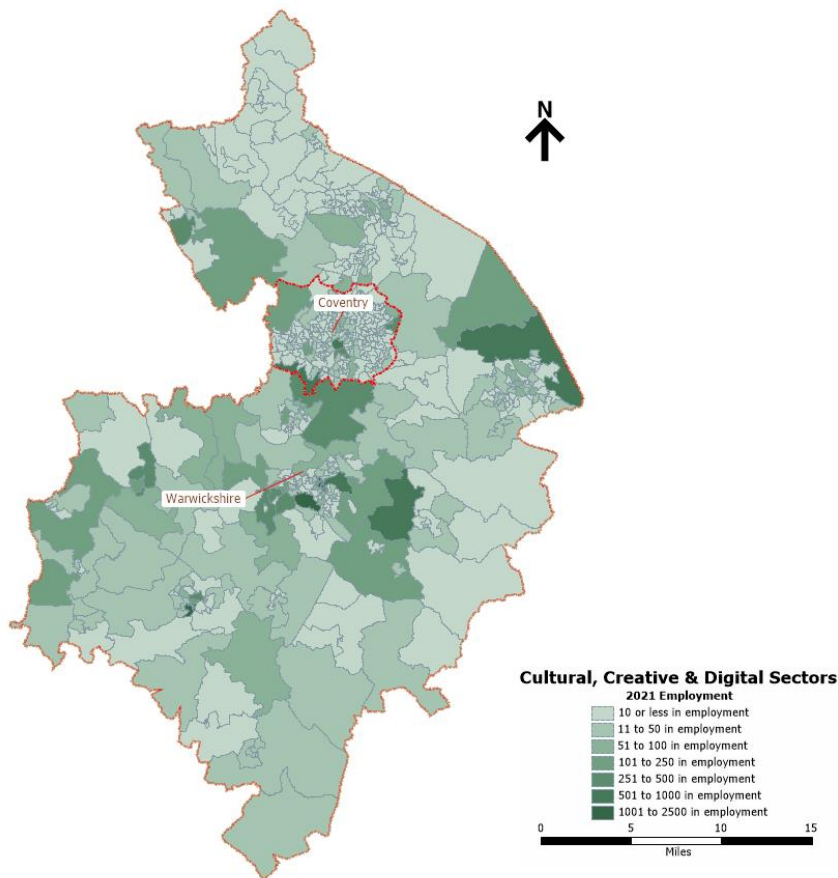 N
Coventry
Warwickshire
Cultural, Creative & Digital Sectors
2021 Employment
10 or less in employment
11 to 50 in employment
51 to 100 in employment
101 to 250 in employment
251 to 500 in employment
501 to 1000 in employment
1001 to 2500 in employment
0 5 10 15
Miles